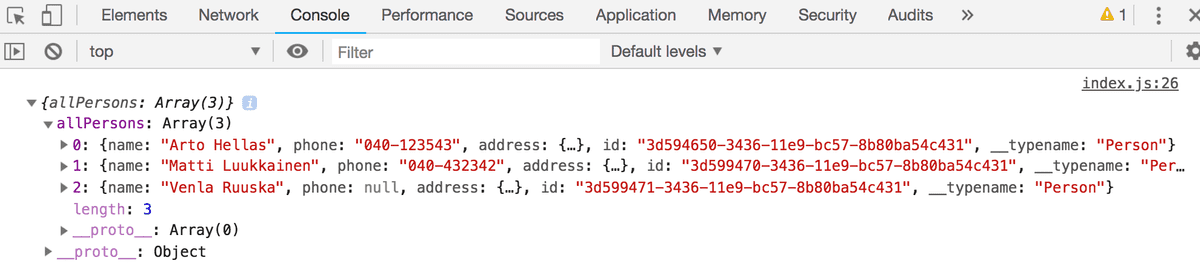 Elements Network Console Performance Sources Application Memory Security Audits » 1
top Filter Default levels
index.js:26
{allPersons: Array(3)} i
allPersons: Array(3)
0: {name: "Arto Hellas", phone: "040-123543", address: {…}, id: "3d594650-3436-11e9-bc57-8b80ba54c431", __typename: "Person"}
1: {name: "Matti Luukkainen", phone: "040-432342", address: {…}, id: "3d599470-3436-11e9-bc57-8b80ba54c431", __typename: "Per…
2: {name: "Venla Ruuska", phone: null, address: {…}, id: "3d599471-3436-11e9-bc57-8b80ba54c431", __typename: "Person"}
length: 3
__proto__: Array(0)
__proto__: Object